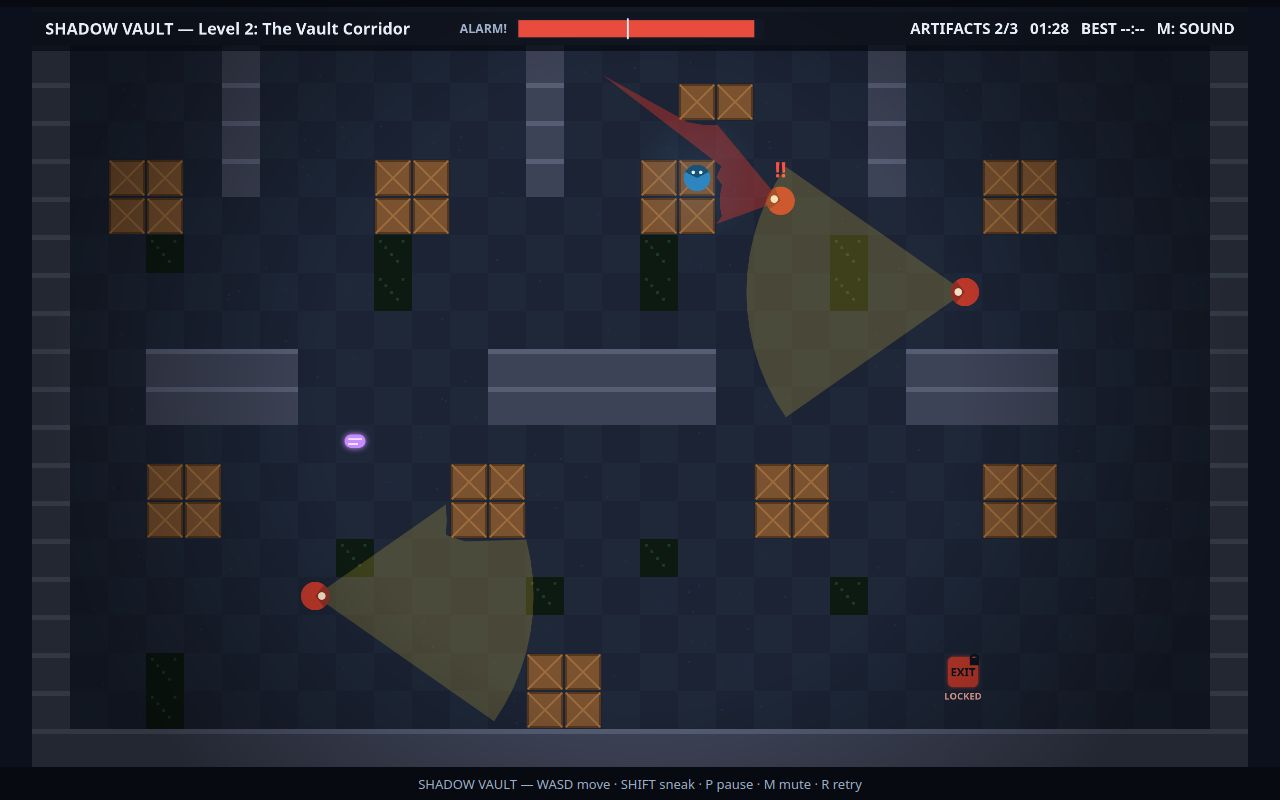 SHADOW VAULT — Level 2: The Vault Corridor
ALARM!
ARTIFACTS 2/3 01:28 BEST --:-- M: SOUND
!!
EXIT
LOCKED
SHADOW VAULT — WASD move · SHIFT sneak · P pause · M mute · R retry